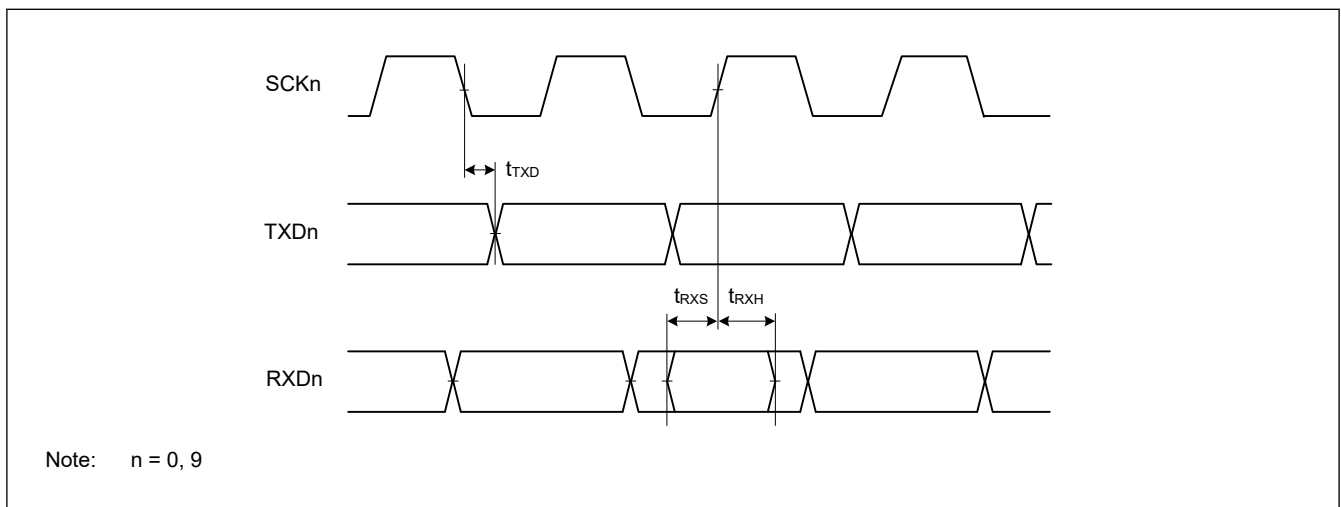 SCKn
tTXD
TXDn
tRXS tRXH
RXDn
Note: n = 0, 9